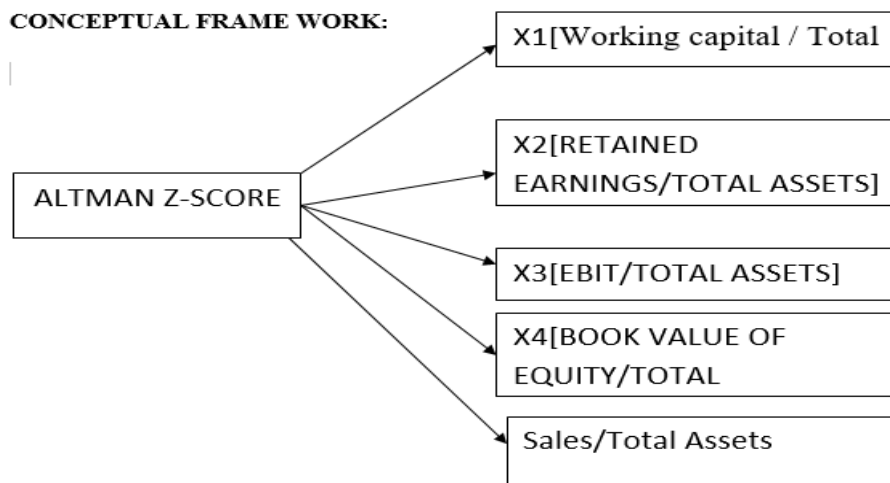 CONCEPTUAL FRAME WORK:
X1[Working capital / Total
X2[RETAINED
EARNINGS/TOTAL ASSETS]
ALTMAN Z-SCORE
X3[EBIT/TOTAL ASSETS]
X4[BOOK VALUE OF
EQUITY/TOTAL
Sales/Total Assets